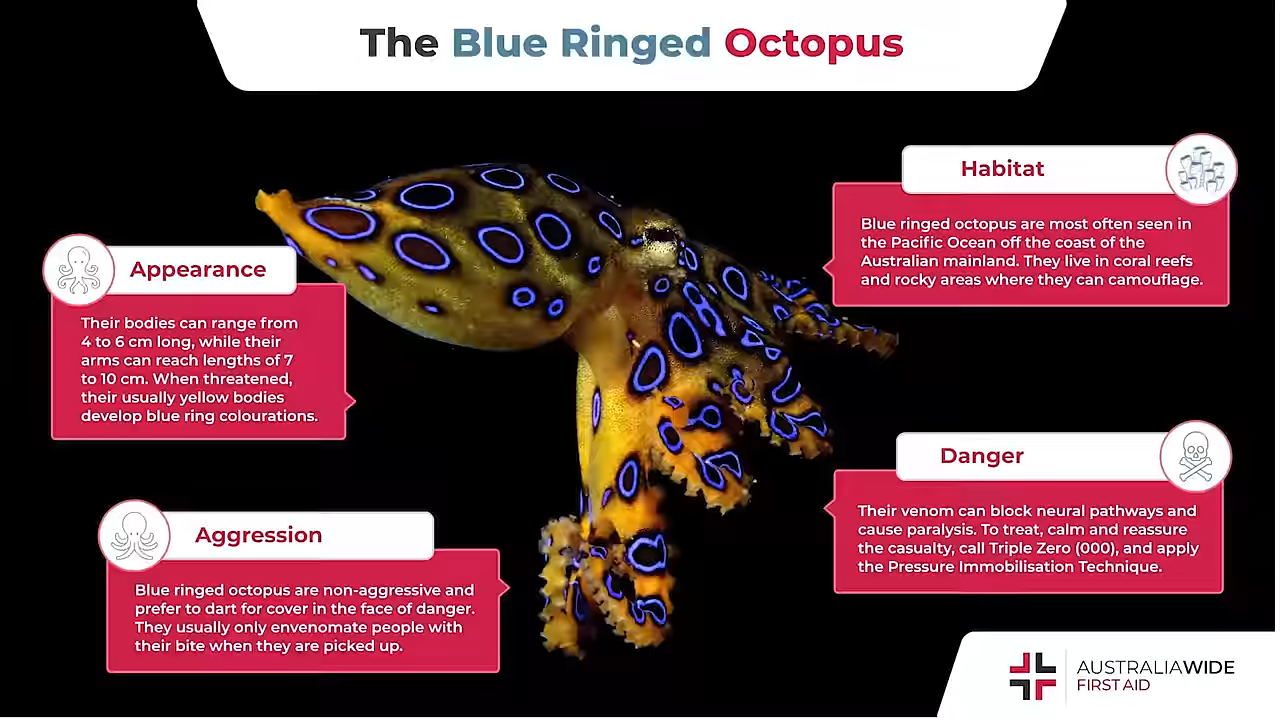 The Blue Ringed Octopus
Appearance
Their bodies can range from
4 to 6 cm long, while their
arms can reach lengths of 7
to 10 cm. When threatened,
their usually yellow bodies
develop blue ring colourations.
Aggression
Blue ringed octopus are non-aggressive and
prefer to dart for cover in the face of danger.
They usually only envenomate people with
their bite when they are picked up.
Habitat
Blue ringed octopus are most often seen in
the Pacific Ocean off the coast of the
Australian mainland. They live in coral reefs
and rocky areas where they can camouflage.
Danger
Their venom can block neural pathways and
cause paralysis. To treat, calm and reassure
the casualty, call Triple Zero (000), and apply
the Pressure Immobilisation Technique.
AUSTRALIAWIDE
FIRST AID